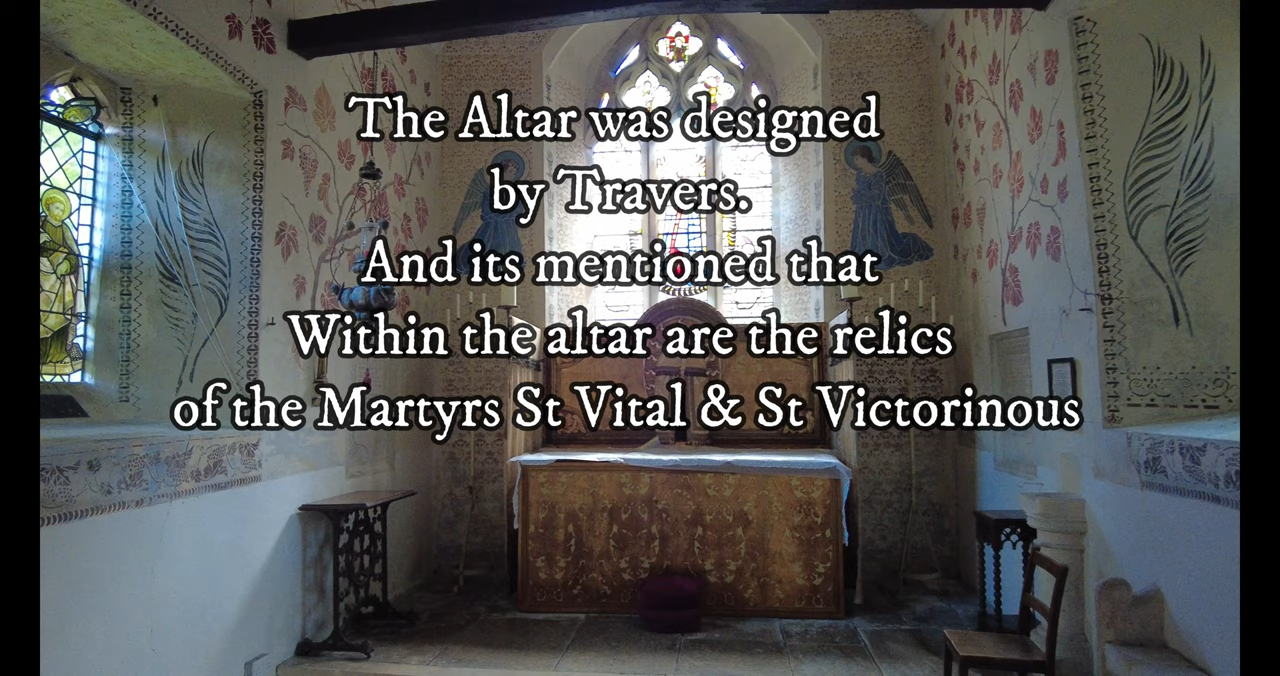 The Altar was designed
by Travers.
And its mentioned that
Within the altar are the relics
of the Martyrs St Vital & St Victorinous